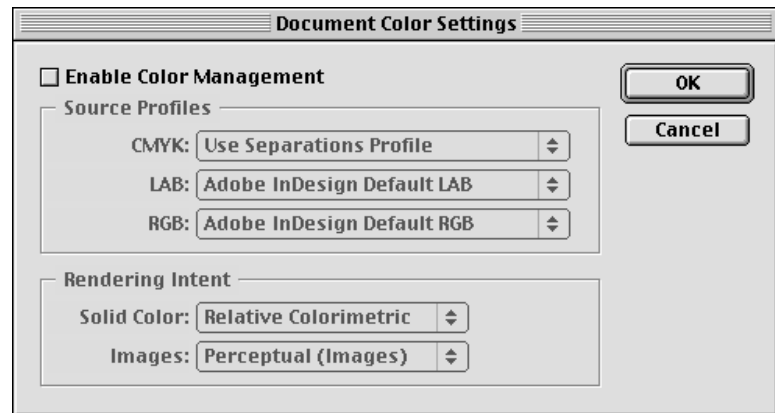 Document Color Settings
Enable Color Management
OK
Source Profiles
Cancel
CMYK: Use Separations Profile
LAB: Adobe InDesign Default LAB
RGB: Adobe InDesign Default RGB
Rendering Intent
Solid Color: Relative Colorimetric
Images: Perceptual (Images)